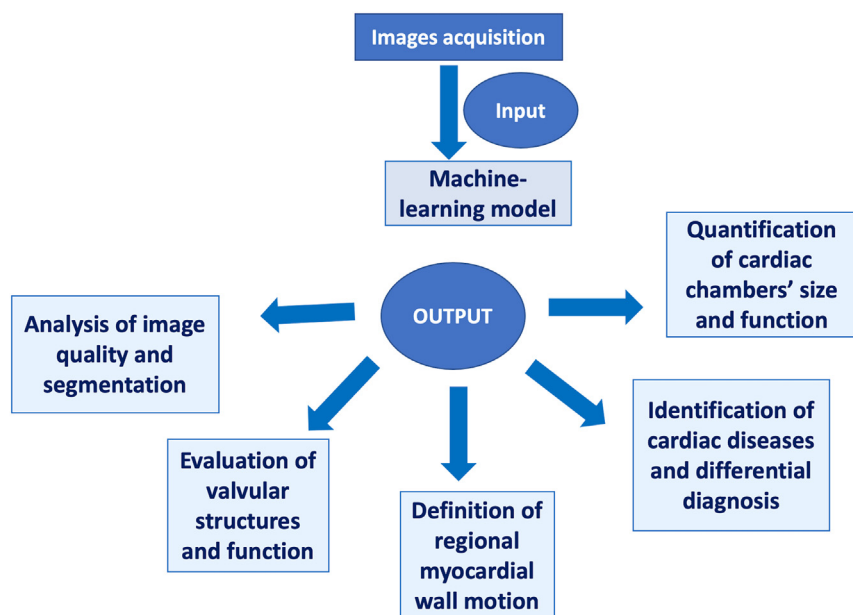 Images acquisition
Input
Machine-
learning model
OUTPUT
Quantification
of cardiac
chambers’ size
and function
Analysis of image
quality and
segmentation
Identification of
cardiac diseases
and differential
diagnosis
Evaluation of
valvular
structures
and function
Definition of
regional
myocardial
wall motion